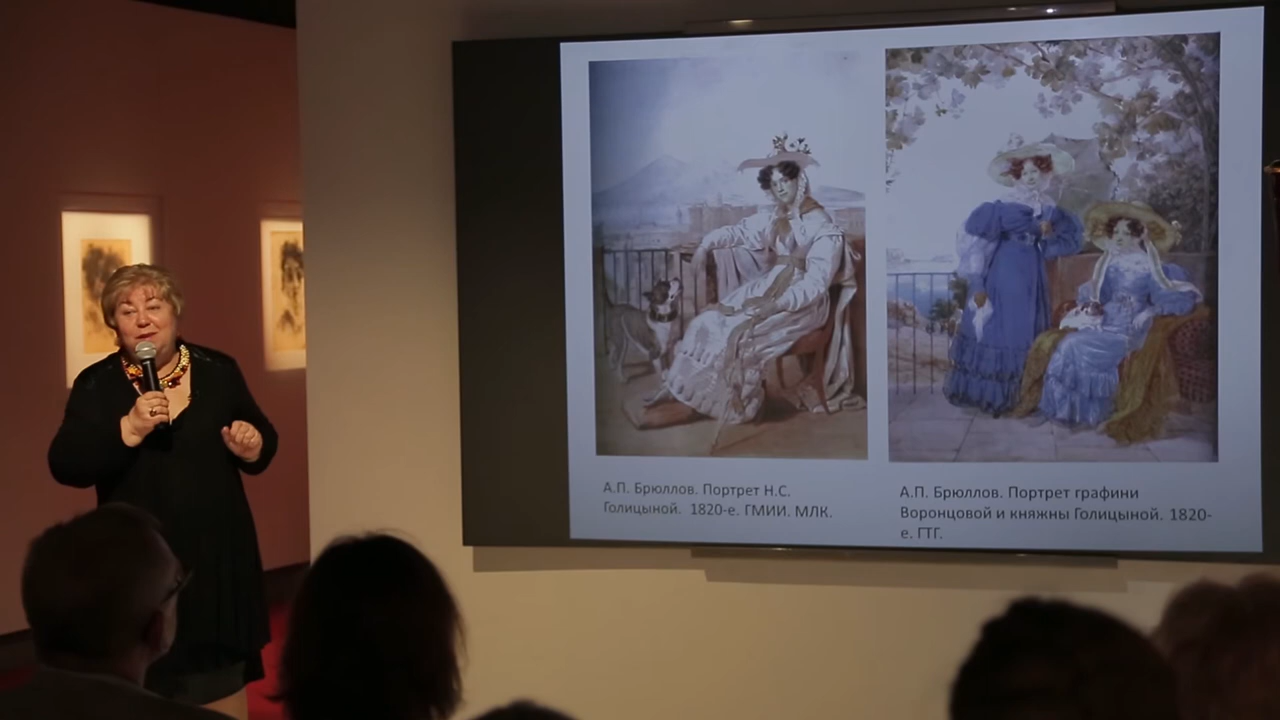 А.П. Брюллов. Портрет Н.С.
Голицыной.  1820-е. ГМИИ. МЛК.
А.П. Брюллов. Портрет графини
Воронцовой и княжны Голицыной. 1820-
е. ГТГ.